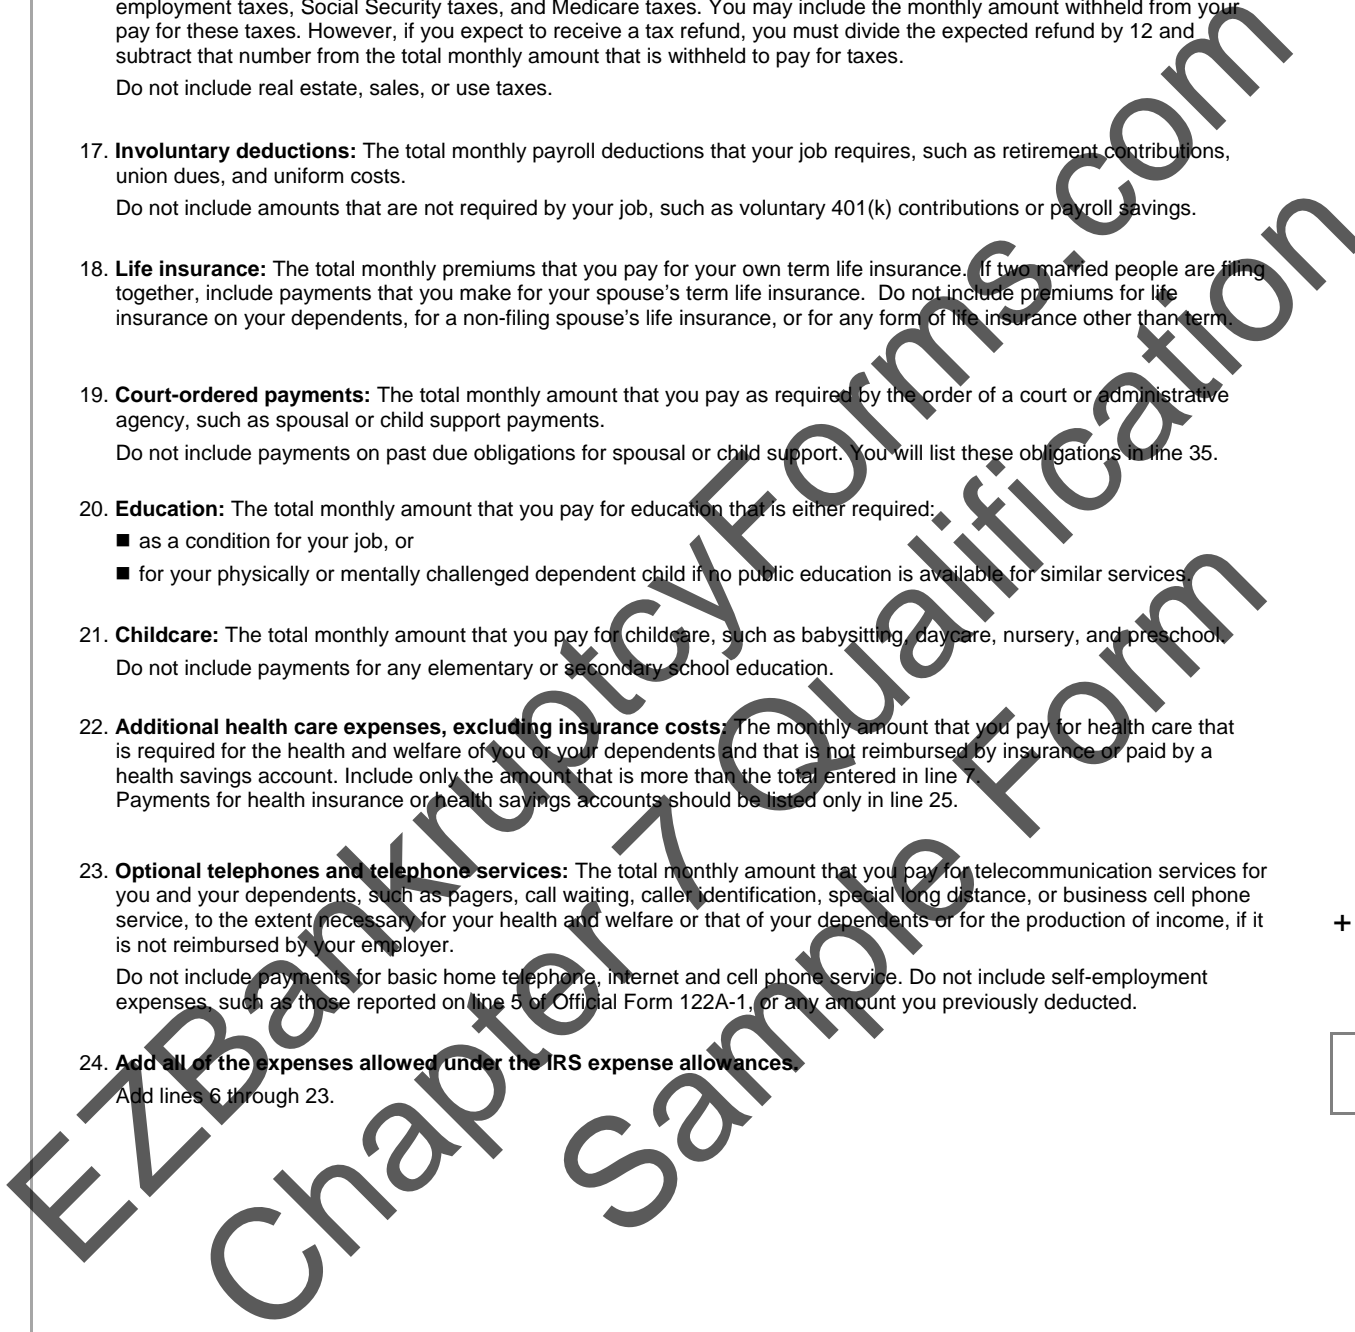 employment taxes, Social Security taxes, and Medicare taxes. You may include the monthly amount withheld from your
pay for these taxes. However, if you expect to receive a tax refund, you must divide the expected refund by 12 and
subtract that number from the total monthly amount that is withheld to pay for taxes.
Do not include real estate, sales, or use taxes.
17. Involuntary deductions: The total monthly payroll deductions that your job requires, such as retirement contributions,
union dues, and uniform costs.
Do not include amounts that are not required by your job, such as voluntary 401(k) contributions or payroll savings.
18. Life insurance: The total monthly premiums that you pay for your own term life insurance. If two married people are filing
together, include payments that you make for your spouse's term life insurance. Do not include premiums for life
insurance on your dependents, for a non-filing spouse's life insurance, or for any form of life insurance other than term.
19. Court-ordered payments: The total monthly amount that you pay as required by the order of a court or administrative
agency, such as spousal or child support payments.
Do not include payments on past due obligations for spousal or child support. You will list these obligations in line 35.
20. Education: The total monthly amount that you pay for education that is either required:
■ as a condition for your job, or
■ for your physically or mentally challenged dependent child if no public education is available for similar services.
21. Childcare: The total monthly amount that you pay for childcare, such as babysitting, daycare, nursery, and preschool.
Do not include payments for any elementary or secondary school education.
22. Additional health care expenses, excluding insurance costs: The monthly amount that you pay for health care that
is required for the health and welfare of you or your dependents and that is not reimbursed by insurance or paid by a
health savings account. Include only the amount that is more than the total entered in line 7.
Payments for health insurance or health savings accounts should be listed only in line 25.
23. Optional telephones and telephone services: The total monthly amount that you pay for telecommunication services for
you and your dependents, such as pagers, call waiting, caller identification, special long distance, or business cell phone
service, to the extent necessary for your health and welfare or that of your dependents or for the production of income, if it
is not reimbursed by your employer.
+
Do not include payments for basic home telephone, internet and cell phone service. Do not include self-employment
expenses, such as those reported on line 5 of Official Form 122A-1, or any amount you previously deducted.
24. Add all of the expenses allowed under the IRS expense allowances.
Add lines 6 through 23.
EZBankruptcyForms.com
Chapter 7 Qualification
Sample Form